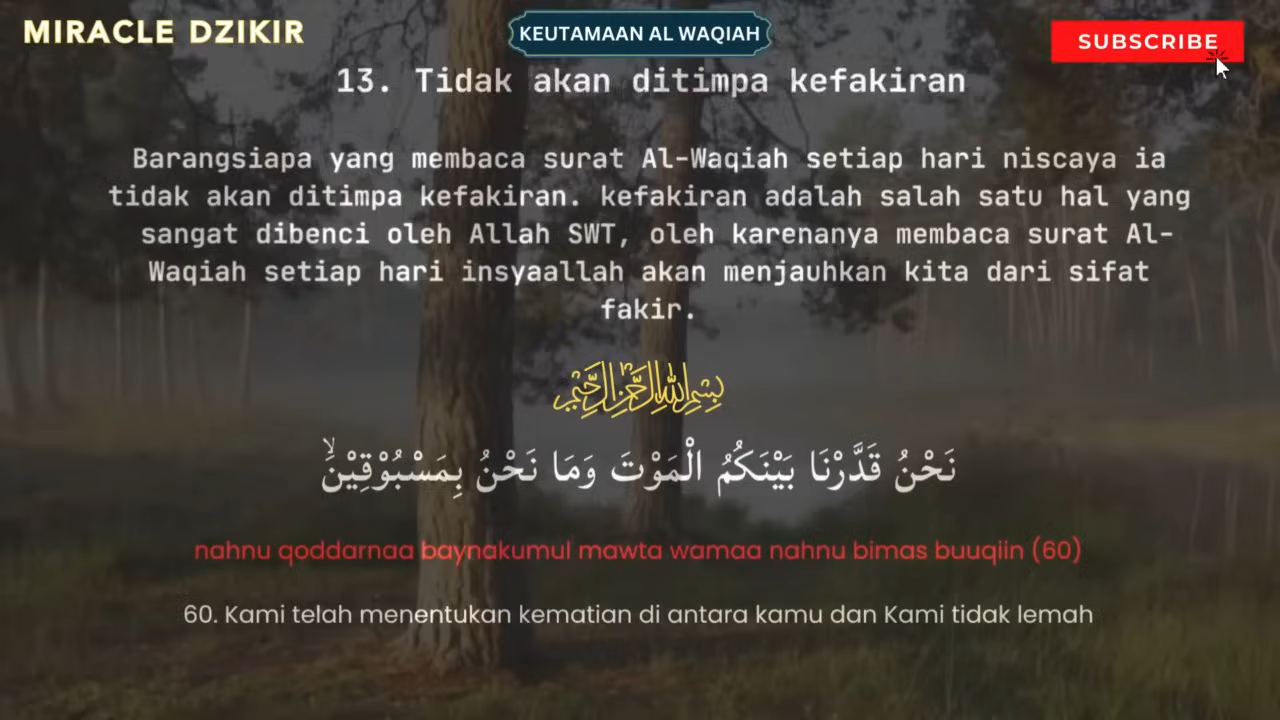 MIRACLE DZIKIR
KEUTAMAAN AL WAQIAH
SUBSCRIBE
13. Tidak akan ditimpa kefakiran
Barangsiapa yang membaca surat Al-Waqiah setiap hari niscaya ia
tidak akan ditimpa kefakiran. kefakiran adalah salah satu hal yang
sangat dibenci oleh Allah SWT, oleh karenanya membaca surat Al-
Waqiah setiap hari insyaallah akan menjauhkan kita dari sifat
fakir.
بِسْمِ اللهِ الرَّحْمٰنِ الرَّحِيْمِ
نَحْنُ قَدَّرْنَا بَيْنَكُمُ الْمَوْتَ وَمَا نَحْنُ بِمَسْبُوْقِيْنَۙ
nahnu qoddarnaa baynakumul mawta wamaa nahnu bimas buuqiin (60)
60. Kami telah menentukan kematian di antara kamu dan Kami tidak lemah